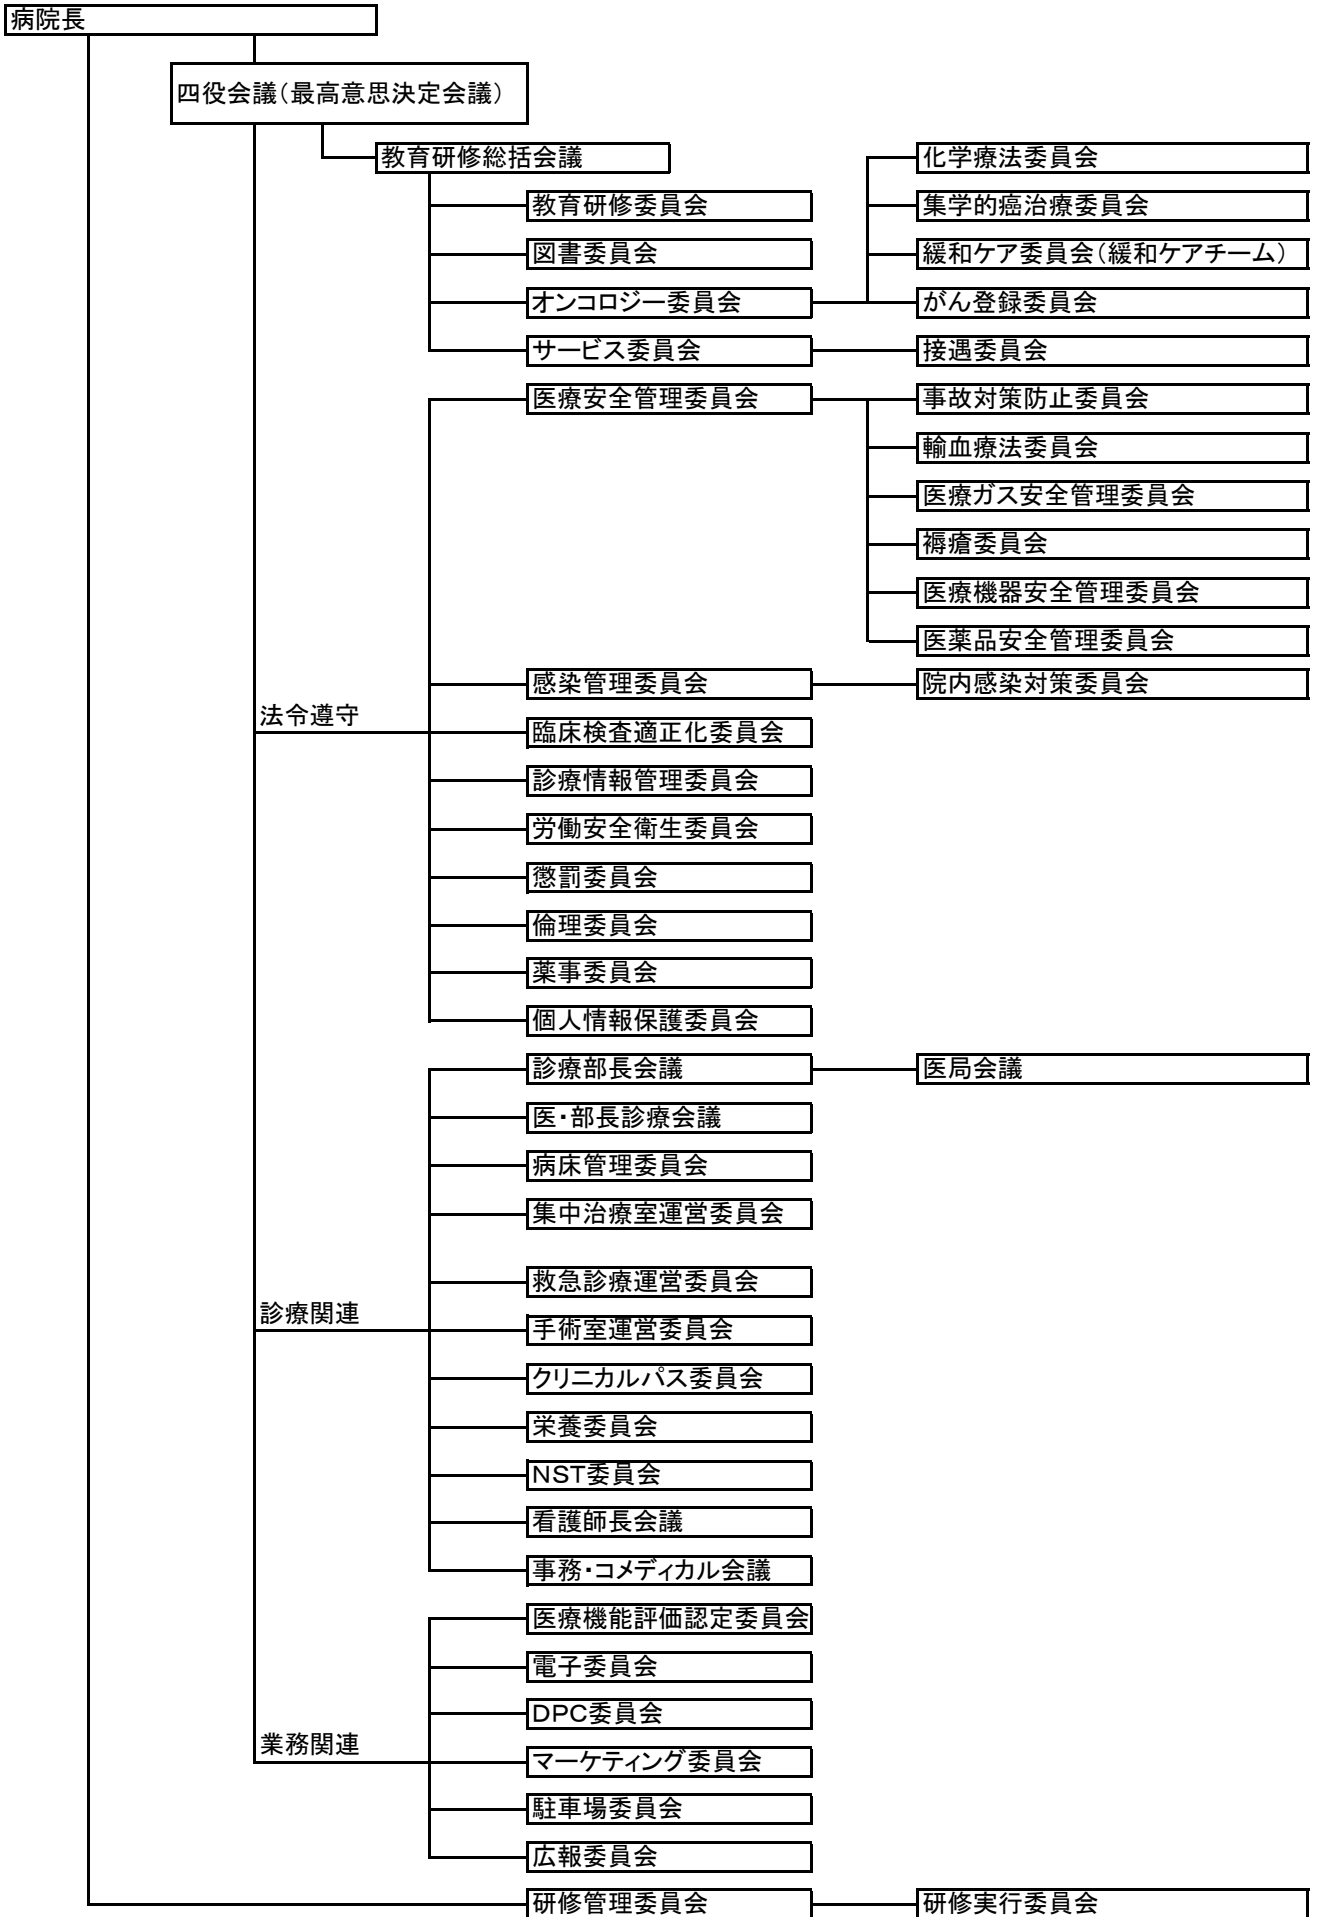 病院長
四役会議（最高意思決定会議）
教育研修総括会議
化学療法委員会
教育研修委員会
集学的癌治療委員会
図書委員会
緩和ケア委員会（緩和ケアチーム）
オンコロジー委員会
がん登録委員会
サービス委員会
接遇委員会
医療安全管理委員会
事故対策防止委員会
輸血療法委員会
医療ガス安全管理委員会
褥瘡委員会
医療機器安全管理委員会
医薬品安全管理委員会
感染管理委員会
院内感染対策委員会
法令遵守
臨床検査適正化委員会
診療情報管理委員会
労働安全衛生委員会
懲罰委員会
倫理委員会
薬事委員会
個人情報保護委員会
診療部長会議
医局会議
医・部長診療会議
病床管理委員会
集中治療室運営委員会
救急診療運営委員会
診療関連
手術室運営委員会
クリニカルパス委員会
栄養委員会
NST委員会
看護師長会議
事務・コメディカル会議
医療機能評価認定委員会
電子委員会
DPC委員会
業務関連
マーケティング委員会
駐車場委員会
広報委員会
研修管理委員会
研修実行委員会